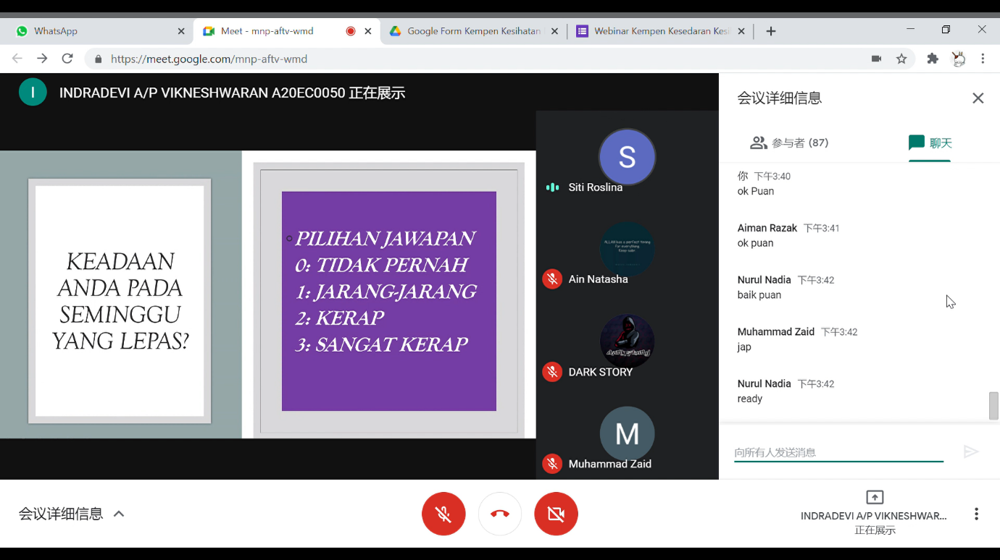 WhatsApp
Meet - mnp-aftv-wmd
Google Form Kempen Kesihatan
Webinar Kempen Kesedaran Kesi
https://meet.google.com/mnp-aftv-wmd
I
INDRADEVI A/P VIKNESHWARAN A20EC0050 正在展示
KEADAAN
ANDA PADA
SEMINGGU
YANG LEPAS?
PILIHAN JAWAPAN
0: TIDAK PERNAH
1: JARANG-JARANG
2: KERAP
3: SANGAT KERAP
S
Siti Roslina
ALLAH has a perfect timing
for everything
Ain Natasha
DARK STORY
M
Muhammad Zaid
会议详细信息
参与者 (87)
聊天
你 下午3:40
ok Puan
Aiman Razak 下午3:41
ok puan
Nurul Nadia 下午3:42
baik puan
Muhammad Zaid 下午3:42
jap
Nurul Nadia 下午3:42
ready
向所有人发送消息
会议详细信息
INDRADEVI A/P VIKNESHWAR...
正在展示